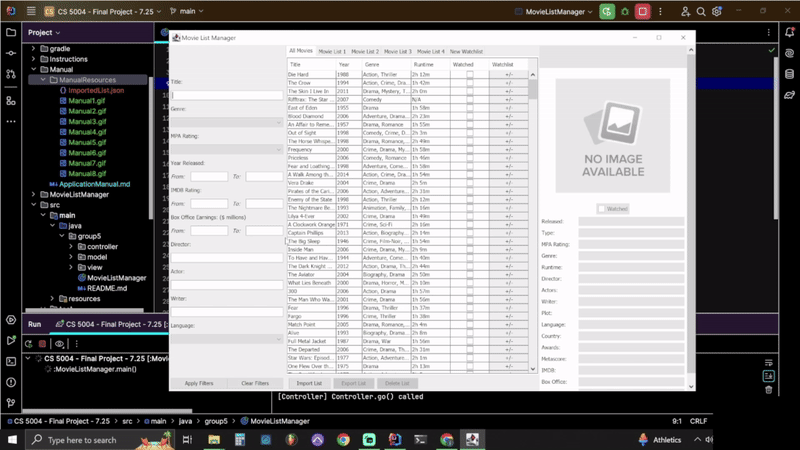 CS 5004 - Final Project - 7.25
main
MovieListManager
Project
gradle
Instructions
Manual
ManualResources
ImportedList.json
Manual1.gif
Manual2.gif
Manual3.gif
Manual4.gif
Manual5.gif
Manual6.gif
Manual7.gif
Manual8.gif
ApplicationManual.md
MovieListManager
src
main
java
group5
controller
model
view
MovieListManager
README.md
resources
Run
CS 5004 - Final Project - 7.25 [:Movie
CS 5004 - Final Project - 7.25
:MovieListManager.main()
Movie List Manager
Title:
Genre:
MPA Rating:
Year Released:
From: To:
IMDB Rating:
From: To:
Box Office Earnings: ($ millions)
From: To:
Director:
Actor:
Writer:
Language:
Apply Filters Clear Filters
All Movies Movie List 1 Movie List 2 Movie List 3 Movie List 4 New Watchlist
Title Year Genre Runtime Watched Watchlist
Die Hard 1988 Action, Thriller 2h 12m +/-
The Crow 1994 Action, Crime, Dra... 1h 42m +/-
The Skin I Live In 2011 Drama, Mystery, T... 2h 0m +/-
Rifftrax: The Star ... 2007 Comedy N/A +/-
East of Eden 1955 Drama 1h 58m +/-
Blood Diamond 2006 Adventure, Drama... 2h 23m +/-
An Affair to Reme... 1957 Drama, Romance 1h 55m +/-
Out of Sight 1998 Comedy, Crime, D... 2h 3m +/-
The Horse Whispe... 1998 Drama, Romance 2h 49m +/-
Frequency 2000 Crime, Drama, My... 1h 58m +/-
Priceless 2006 Comedy, Romance 1h 46m +/-
Fear and Loathing... 1998 Adventure, Come... 1h 58m +/-
A Walk Among th... 2014 Action, Crime, Dra... 1h 54m +/-
Vera Drake 2004 Crime, Drama 2h 5m +/-
Pirates of the Cari... 2006 Action, Adventure... 2h 31m +/-
Enemy of the State 1998 Action, Thriller 2h 12m +/-
The Nightmare Be... 1993 Animation, Family... 1h 16m +/-
Lilya 4-Ever 2002 Crime, Drama 1h 49m +/-
A Clockwork Orange 1971 Crime, Sci-Fi 2h 16m +/-
Captain Phillips 2013 Action, Biography... 2h 14m +/-
The Big Sleep 1946 Crime, Film-Noir, ... 1h 54m +/-
Inside Man 2006 Crime, Drama, My... 2h 9m +/-
To Have and Hav... 1944 Adventure, Come... 1h 40m +/-
The Dark Knight ... 2012 Action, Drama, Th... 2h 44m +/-
The Aviator 2004 Biography, Drama 2h 50m +/-
What Lies Beneath 2000 Drama, Horror, M... 2h 10m +/-
300 2006 Action, Drama 1h 57m +/-
The Man Who Wa... 2001 Crime, Drama 1h 56m +/-
Fear 1996 Drama, Thriller 1h 37m +/-
Fargo 1996 Crime, Thriller 1h 38m +/-
Match Point 2005 Drama, Romance... 2h 4m +/-
Alive 1993 Biography, Drama... 2h 0m +/-
Full Metal Jacket 1987 Drama, War 1h 56m +/-
The Departed 2006 Crime, Drama, Th... 2h 31m +/-
Star Wars: Episod... 1977 Action, Adventure... 2h 1m +/-
One Flew Over th... 1975 Drama 2h 13m +/-
Import List Export List Delete List
NO IMAGE
AVAILABLE
Watched
Released:
Type:
MPA Rating:
Genre:
Runtime:
Director:
Actors:
Writer:
Plot:
Language:
Country:
Awards:
Metascore:
IMDB:
Box Office:
[Controller] Controller.go() called
CS 5004 - Final Project - 7.25 > src > main > java > group5 > MovieListManager
9:1 CRLF
Type here to search
Athletics